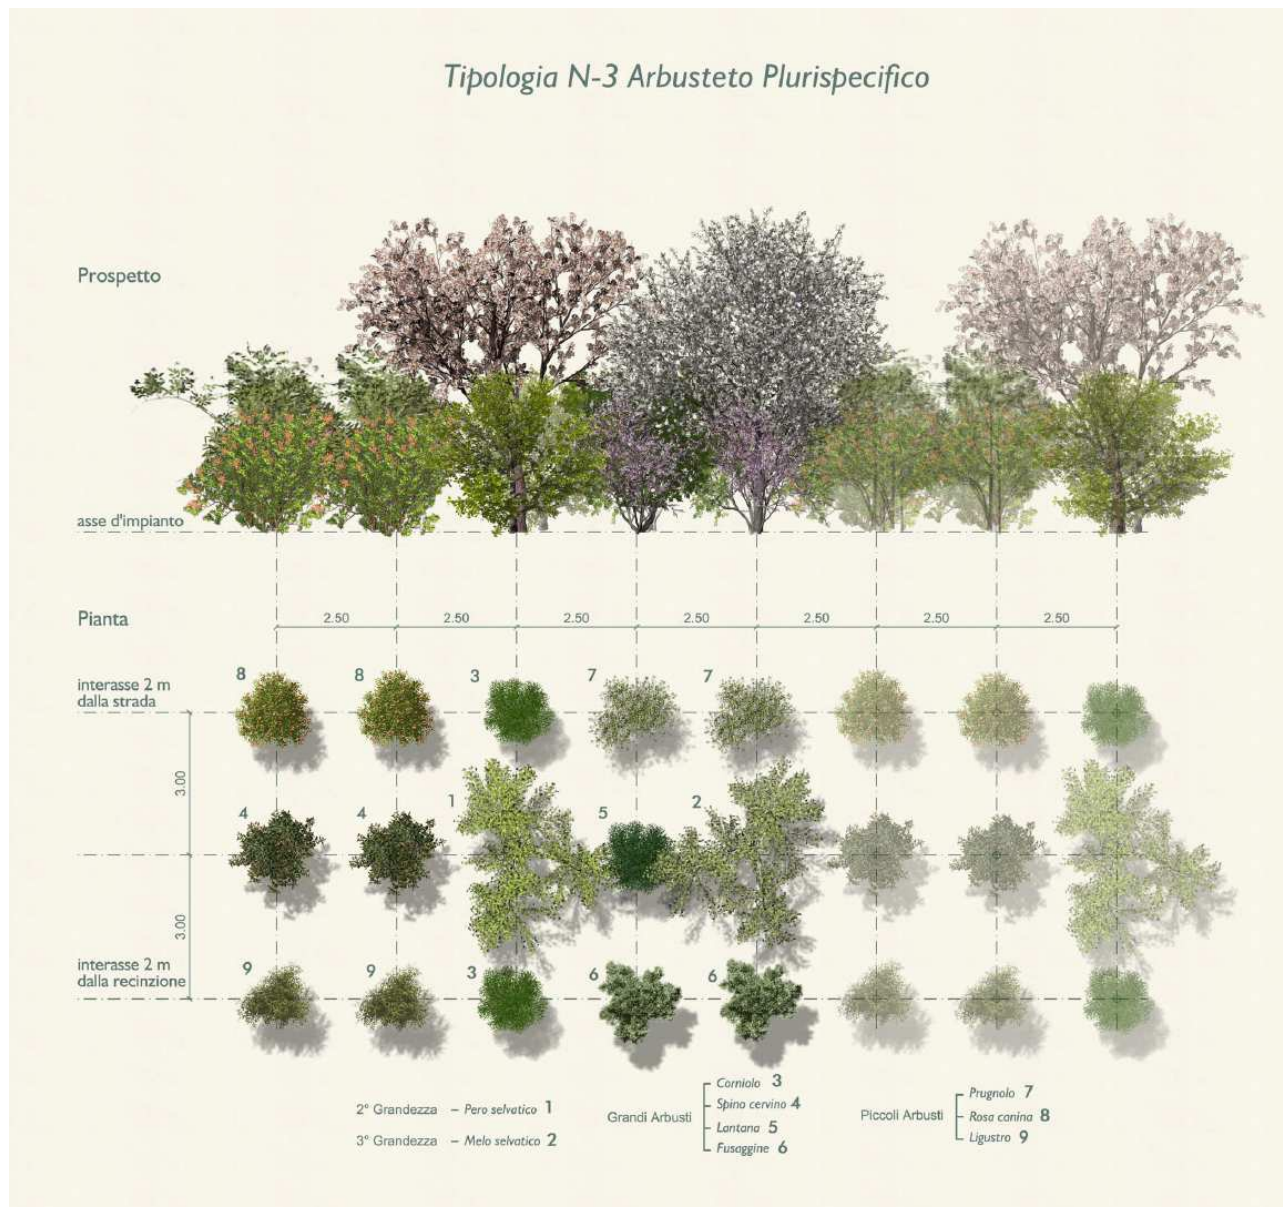 Tipologia N-3 Arbusteto Plurispecifico
Prospetto
asse d'impianto
Pianta
2.50 2.50 2.50 2.50 2.50 2.50 2.50
interasse 2 m
dalla strada
8 8 3 7 7
3.00
4 4 1 5 2
3.00
interasse 2 m
dalla recinzione
9 9 3 6 6
2° Grandezza – Pero selvatico 1
3° Grandezza – Melo selvatico 2
Grandi Arbusti
Corniolo 3
Spino cervino 4
Lantana 5
Fusaggine 6
Piccoli Arbusti
Prugnolo 7
Rosa canina 8
Ligustro 9